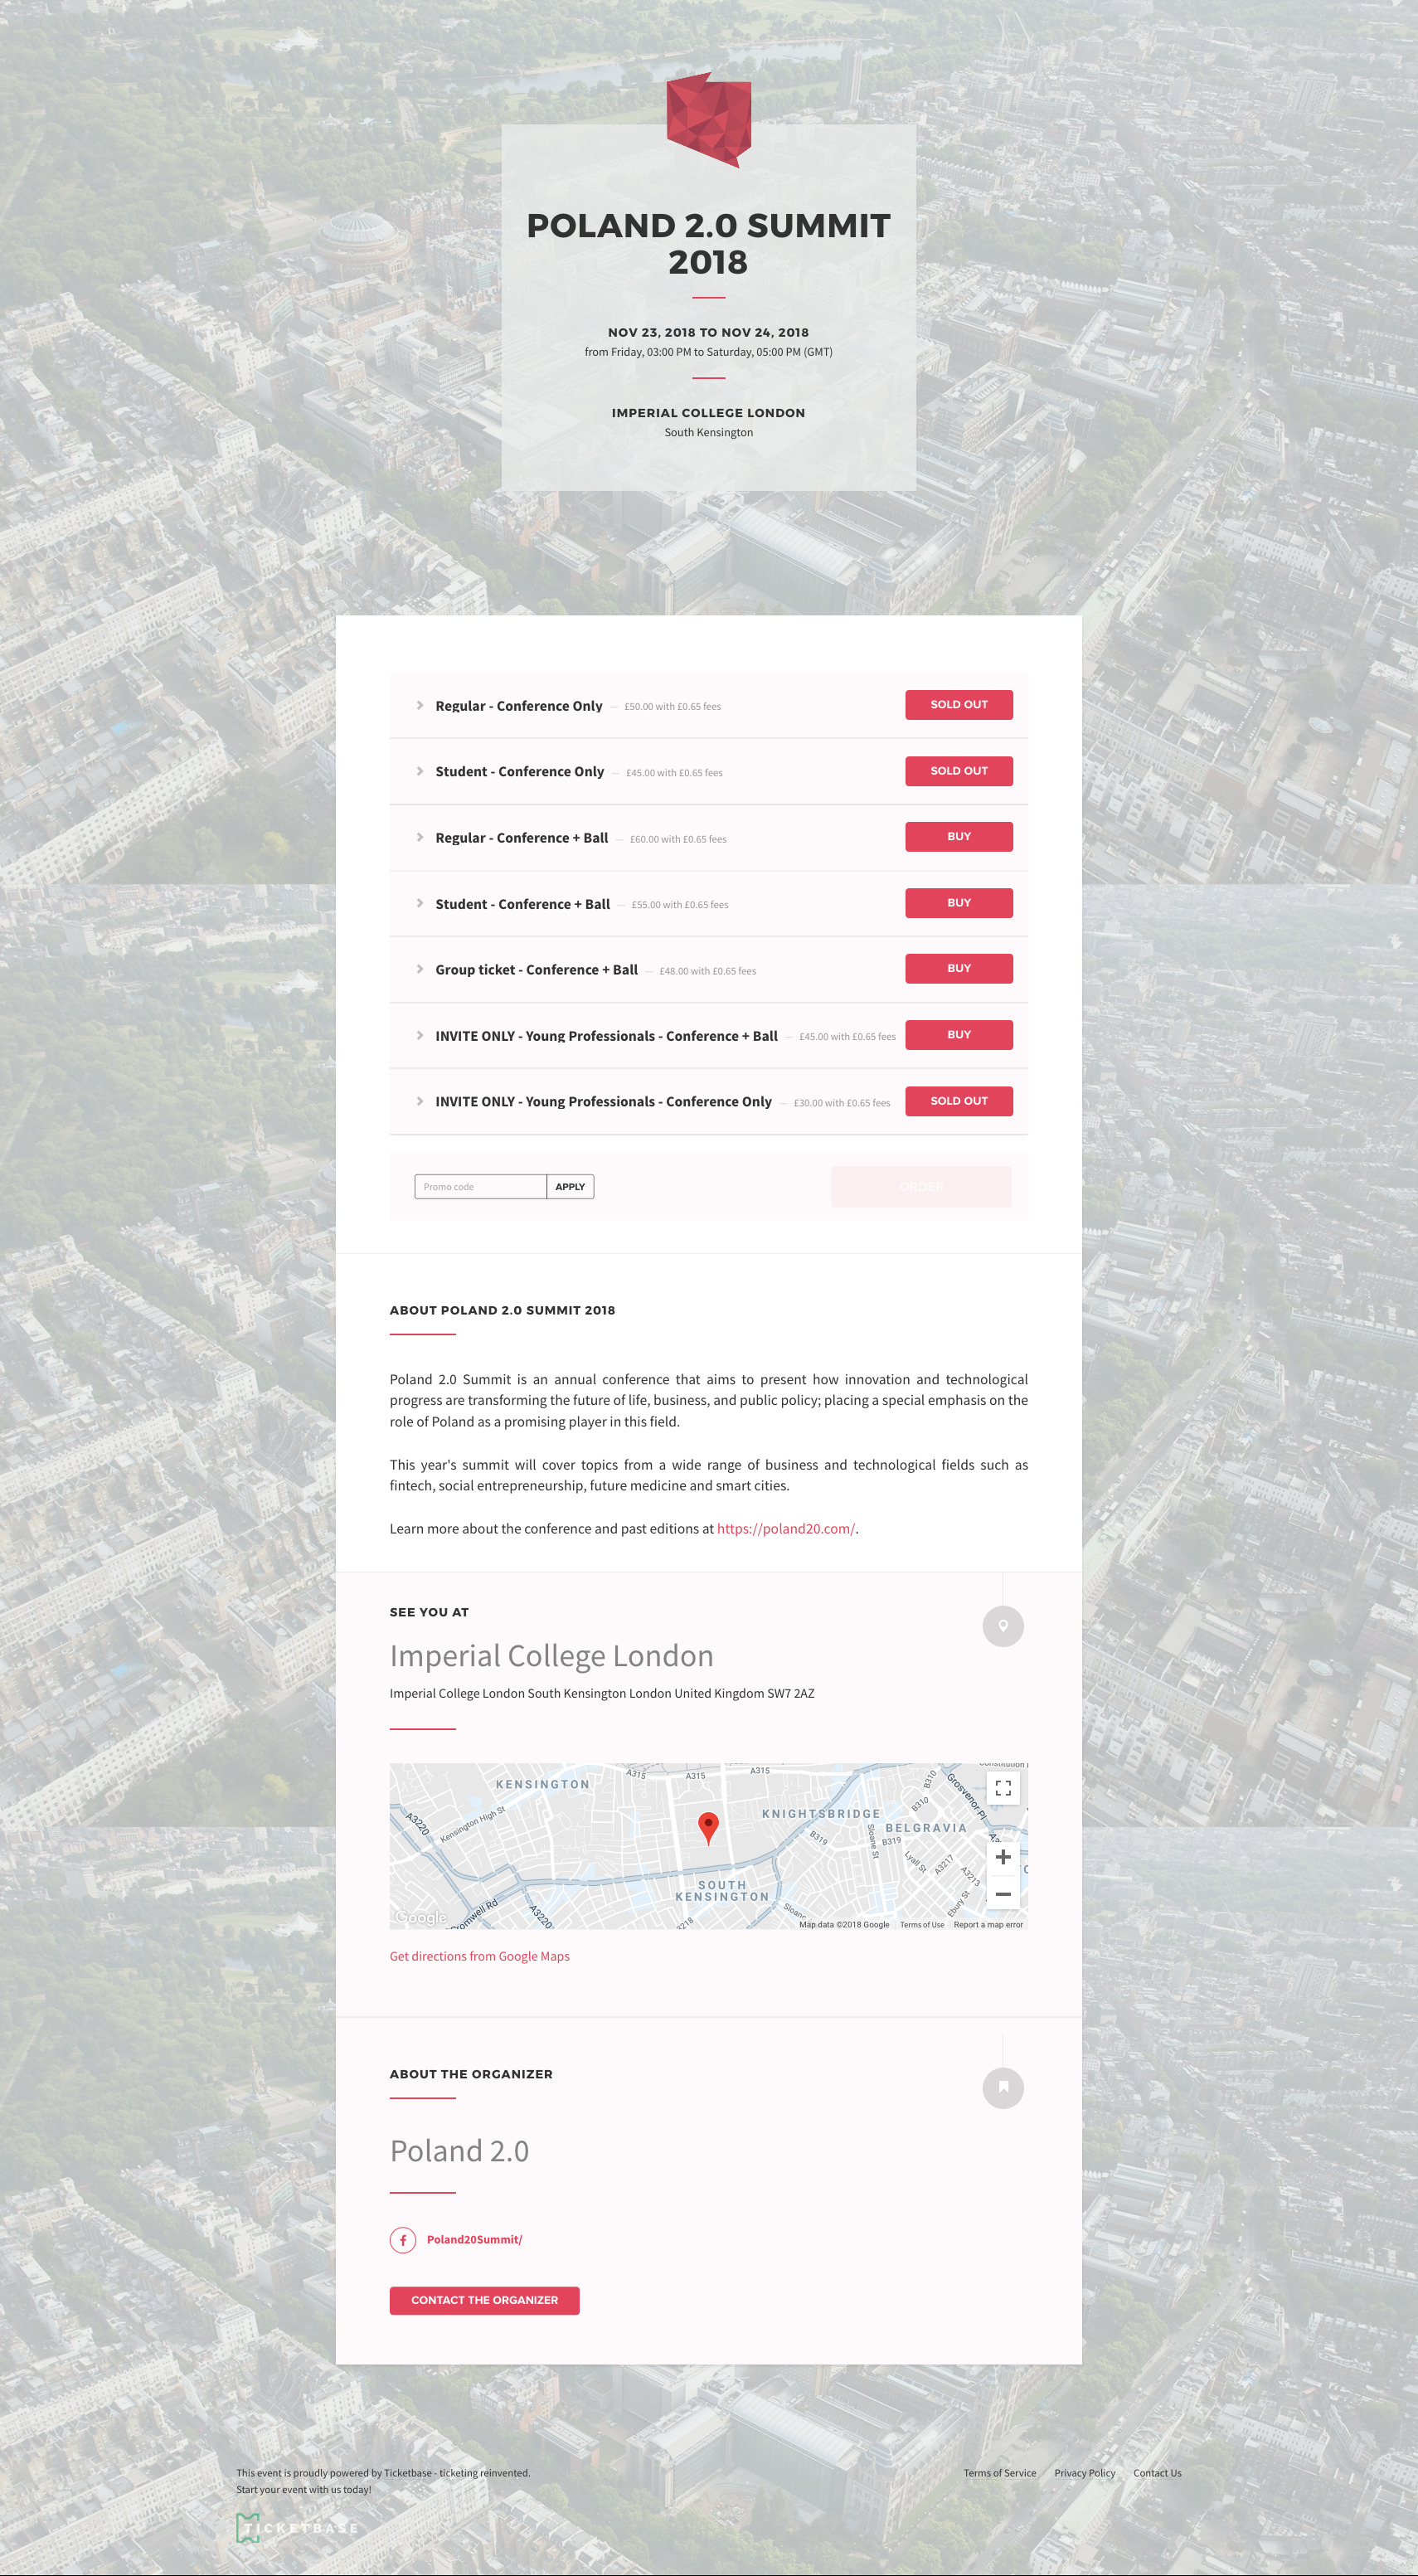 POLAND 2.0 SUMMIT
2018
NOV 23, 2018 TO NOV 24, 2018
from Friday, 03:00 PM to Saturday, 05:00 PM (GMT)
IMPERIAL COLLEGE LONDON
South Kensington
Regular - Conference Only — £50.00 with £0.65 fees SOLD OUT
Student - Conference Only — £45.00 with £0.65 fees SOLD OUT
Regular - Conference + Ball — £60.00 with £0.65 fees BUY
Student - Conference + Ball — £55.00 with £0.65 fees BUY
Group ticket - Conference + Ball — £48.00 with £0.65 fees BUY
INVITE ONLY - Young Professionals - Conference + Ball — £45.00 with £0.65 fees BUY
INVITE ONLY - Young Professionals - Conference Only — £30.00 with £0.65 fees SOLD OUT
Promo code APPLY ORDER
ABOUT POLAND 2.0 SUMMIT 2018
Poland 2.0 Summit is an annual conference that aims to present how innovation and technological
progress are transforming the future of life, business, and public policy; placing a special emphasis on the
role of Poland as a promising player in this field.
This year's summit will cover topics from a wide range of business and technological fields such as
fintech, social entrepreneurship, future medicine and smart cities.
Learn more about the conference and past editions at https://poland20.com/.
SEE YOU AT
Imperial College London
Imperial College London South Kensington London United Kingdom SW7 2AZ
A315 A315 A315
KENSINGTON
B310
Grosvenor Pl
B310
A3220
Kensington High St
KNIGHTSBRIDGE
BELGRAVIA
B319
Sloane St
B319
Lyall St
A3217
A3213
SOUTH
KENSINGTON
Ebury St
Cromwell Rd
A3220
3218
Sloane
Google
Map data ©2018 Google Terms of Use Report a map error
Get directions from Google Maps
ABOUT THE ORGANIZER
Poland 2.0
Poland20Summit/
CONTACT THE ORGANIZER
This event is proudly powered by Ticketbase - ticketing reinvented.
Start your event with us today!
Terms of Service Privacy Policy Contact Us
TICKETBASE